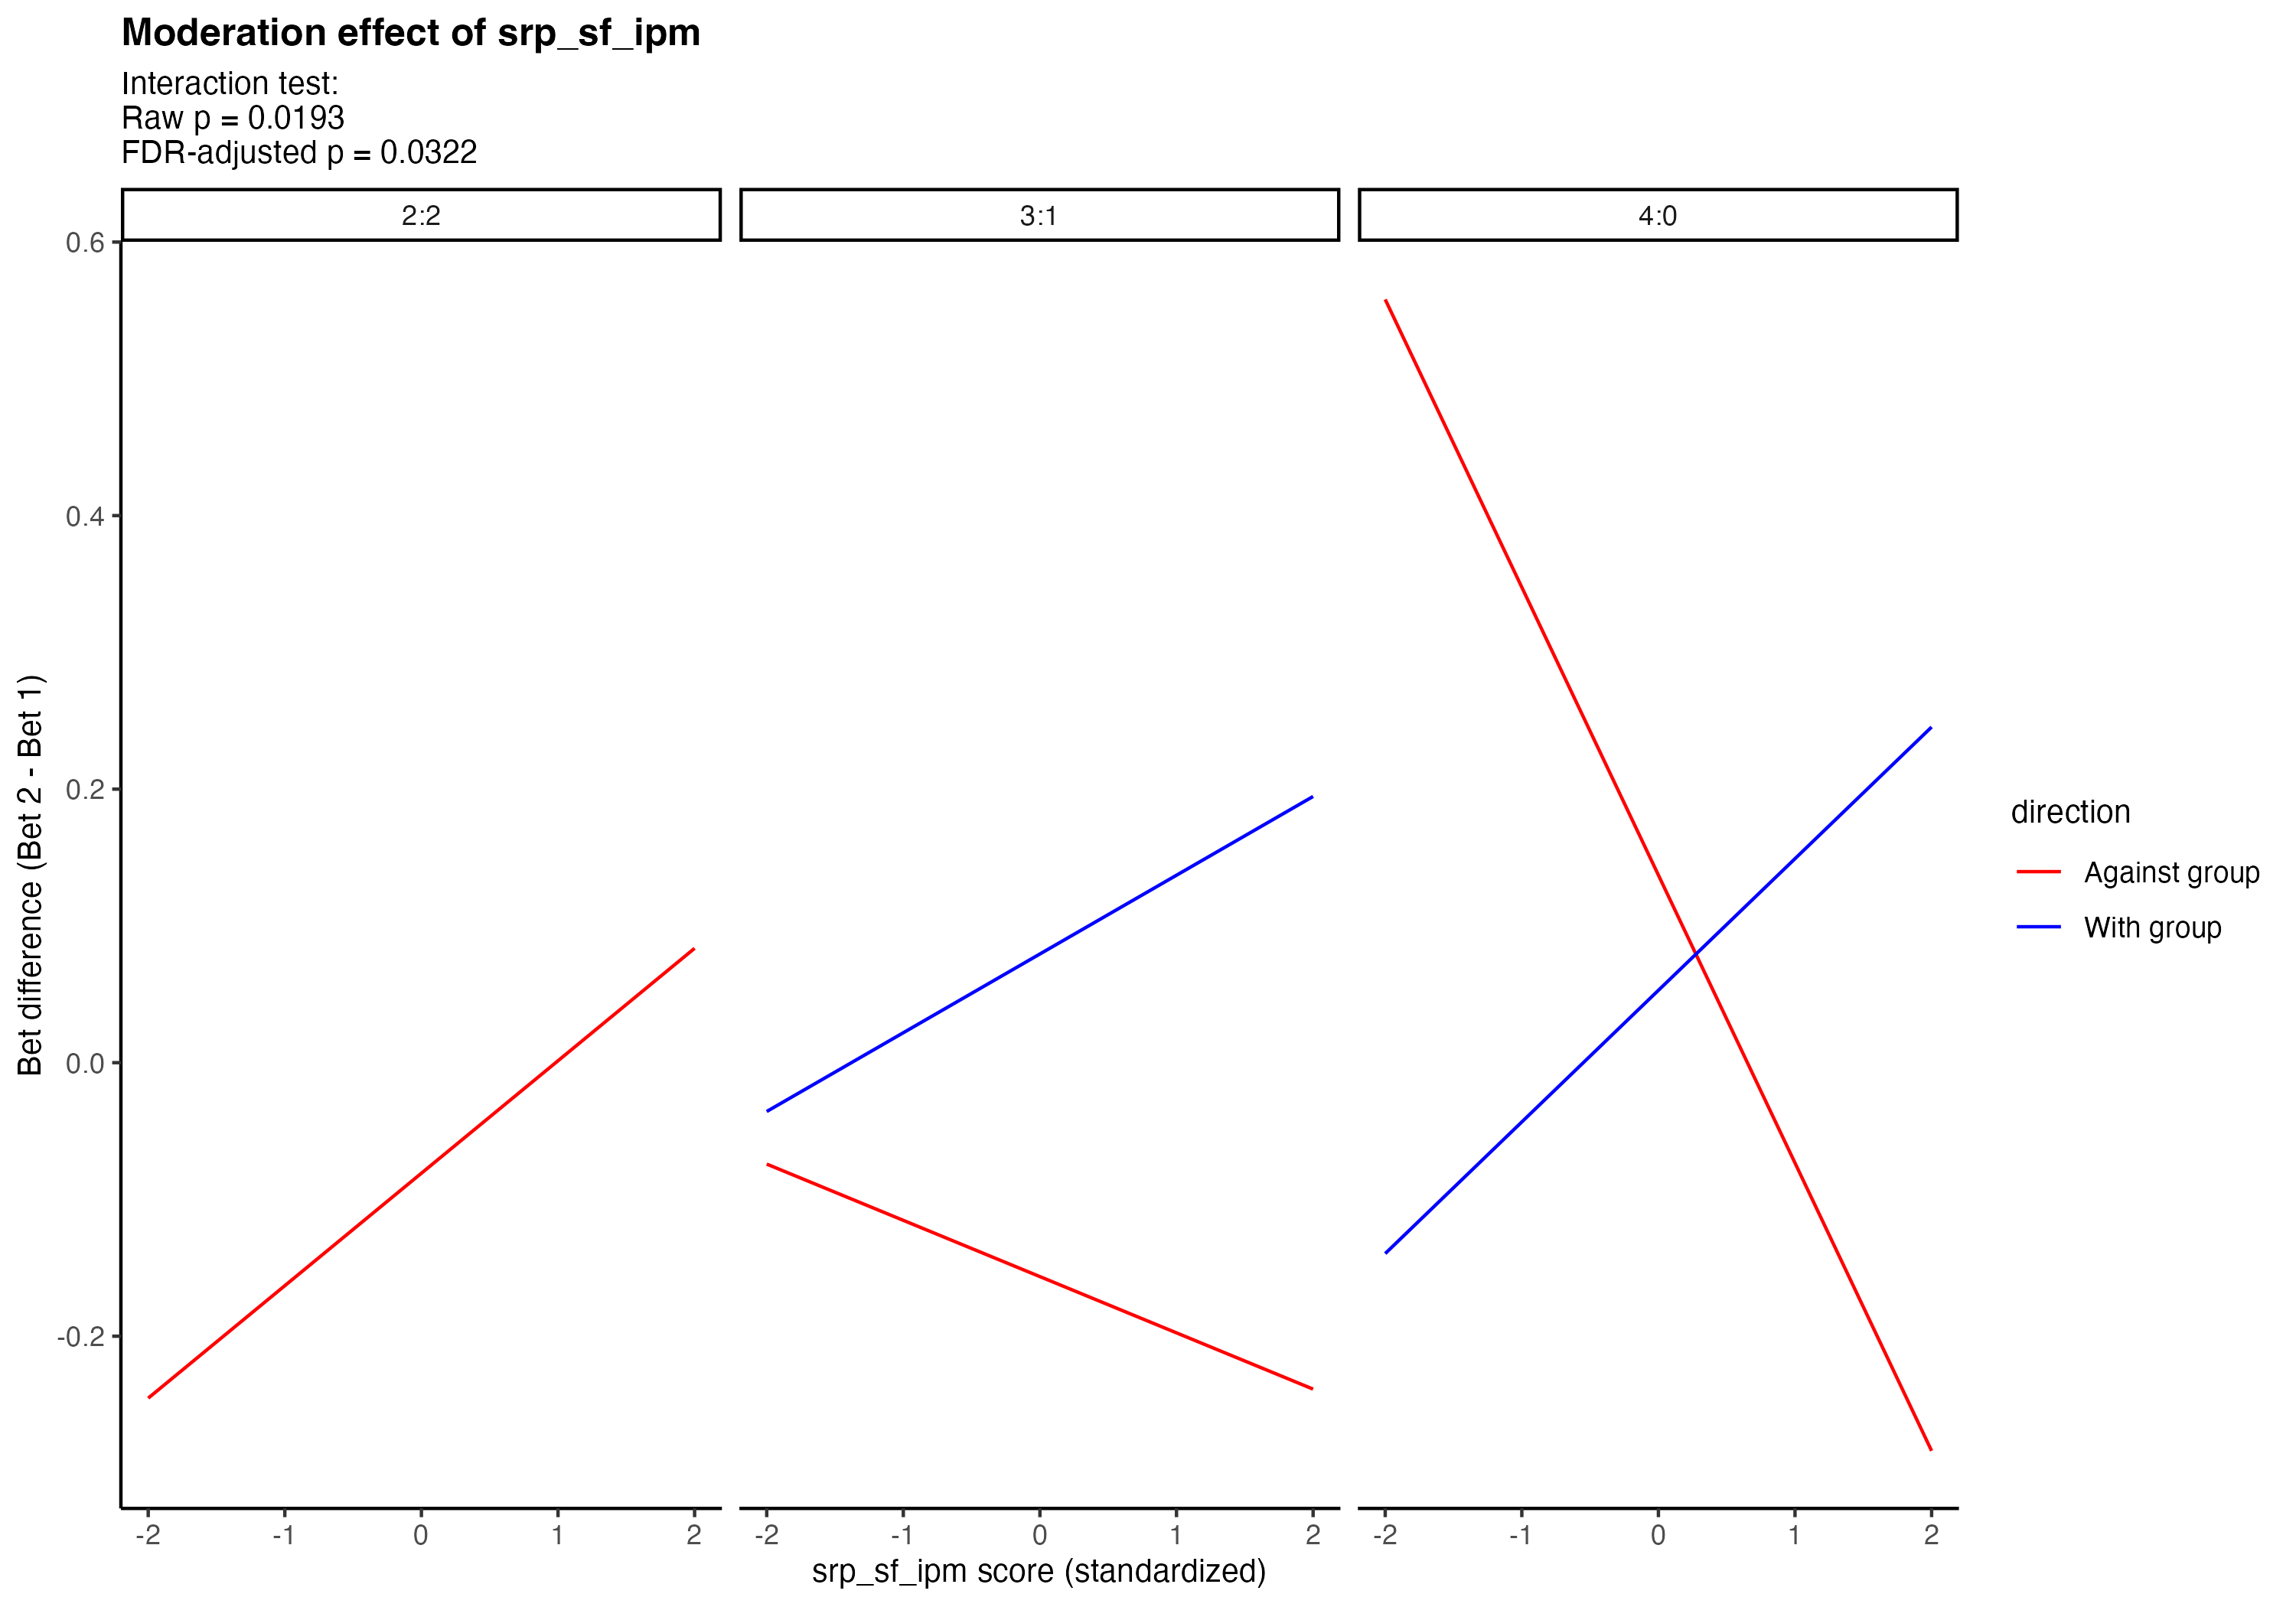 Moderation effect of srp_sf_ipm
Interaction test:
Raw p = 0.0193
FDR-adjusted p = 0.0322
2:2
3:1
4:0
0.6
0.4
0.2
0.0
-0.2
Bet difference (Bet 2 - Bet 1)
-2 -1 0 1 2
-2 -1 0 1 2
-2 -1 0 1 2
srp_sf_ipm score (standardized)
direction
Against group
With group